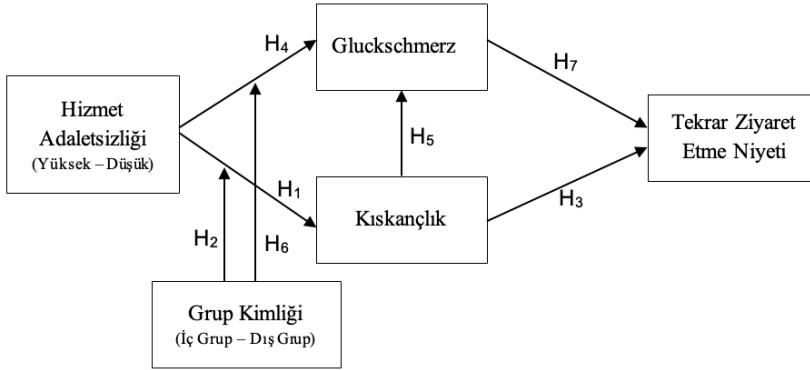 H₄
Gluckschmerz
H₇
Hizmet
Adaletsizliği
(Yüksek – Düşük)
H₅
Tekrar Ziyaret
Etme Niyeti
H₁
Kıskançlık
H₃
H₂
H₆
Grup Kimliği
(İç Grup – Dış Grup)